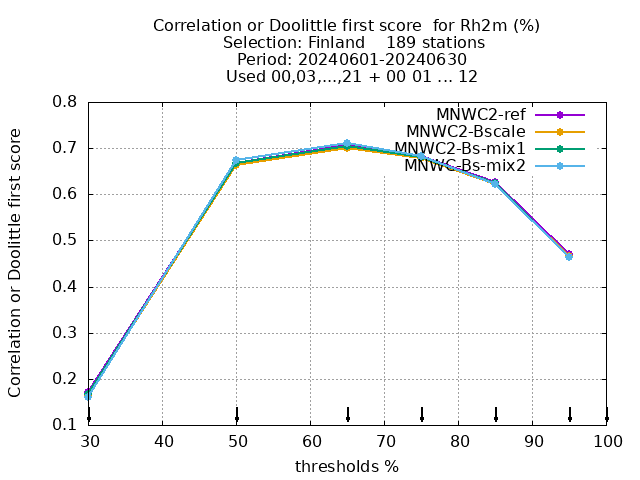 Correlation or Doolittle first score  for Rh2m (%)
Selection: Finland    189 stations
Period: 20240601-20240630
Used 00,03,...,21 + 00 01 ... 12
Correlation or Doolittle first score
0.8
0.7
0.6
0.5
0.4
0.3
0.2
0.1
MNWC2-ref
MNWC2-Bscale
MNWC2-Bs-mix1
MNWC-Bs-mix2
30 40 50 60 70 80 90 100
thresholds %